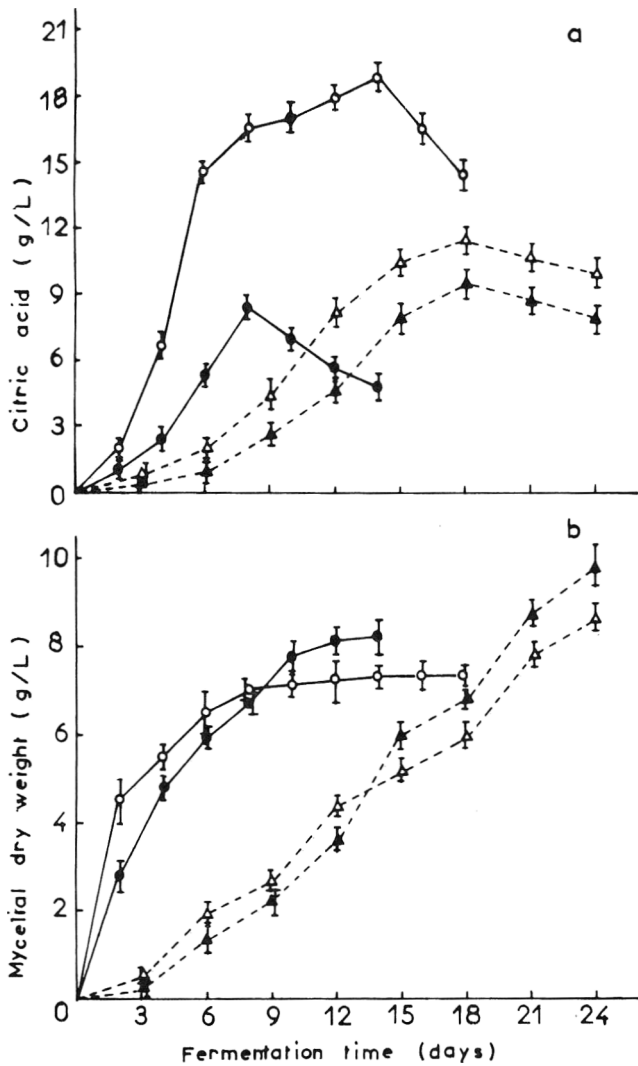 a
21
18
15
12
9
6
3
0
Citric acid (g/L)
b
10
8
6
4
2
0
Mycelial dry weight (g/L)
3 6 9 12 15 18 21 24
Fermentation time (days)